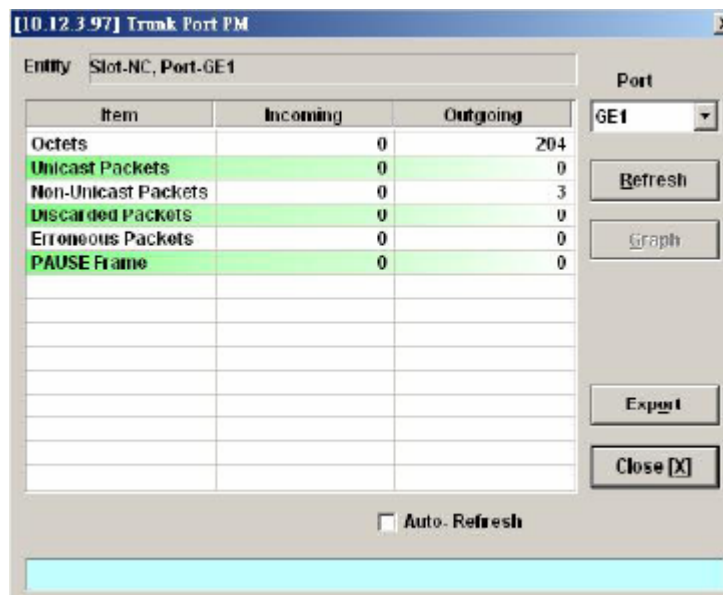 [10.12.3.97] Trunk Port PM
Entity Slot-NC, Port-GE1
Port
GE1
Item Incoming Outgoing
Octets 0 204
Unicast Packets 0 0
Non-Unicast Packets 0 3
Discarded Packets 0 0
Erroneous Packets 0 0
PAUSE Frame 0 0
Refresh
Graph
Export
Close [X]
Auto- Refresh